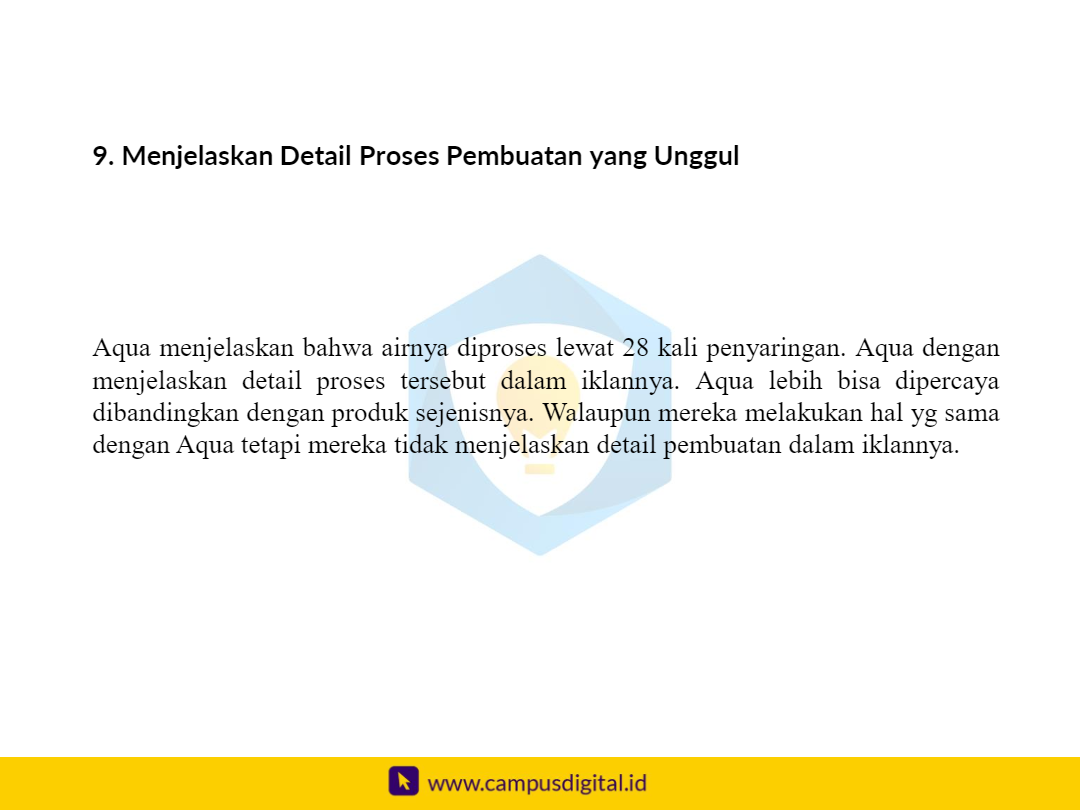 9. Menjelaskan Detail Proses Pembuatan yang Unggul
Aqua menjelaskan bahwa airnya diproses lewat 28 kali penyaringan. Aqua dengan
menjelaskan detail proses tersebut dalam iklannya. Aqua lebih bisa dipercaya
dibandingkan dengan produk sejenisnya. Walaupun mereka melakukan hal yg sama
dengan Aqua tetapi mereka tidak menjelaskan detail pembuatan dalam iklannya.
www.campusdigital.id